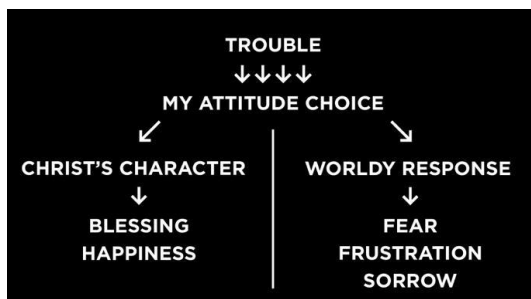 TROUBLE
↓↓↓↓
MY ATTITUDE CHOICE
CHRIST'S CHARACTER
↓
BLESSING
HAPPINESS
WORLDY RESPONSE
↓
FEAR
FRUSTRATION
SORROW